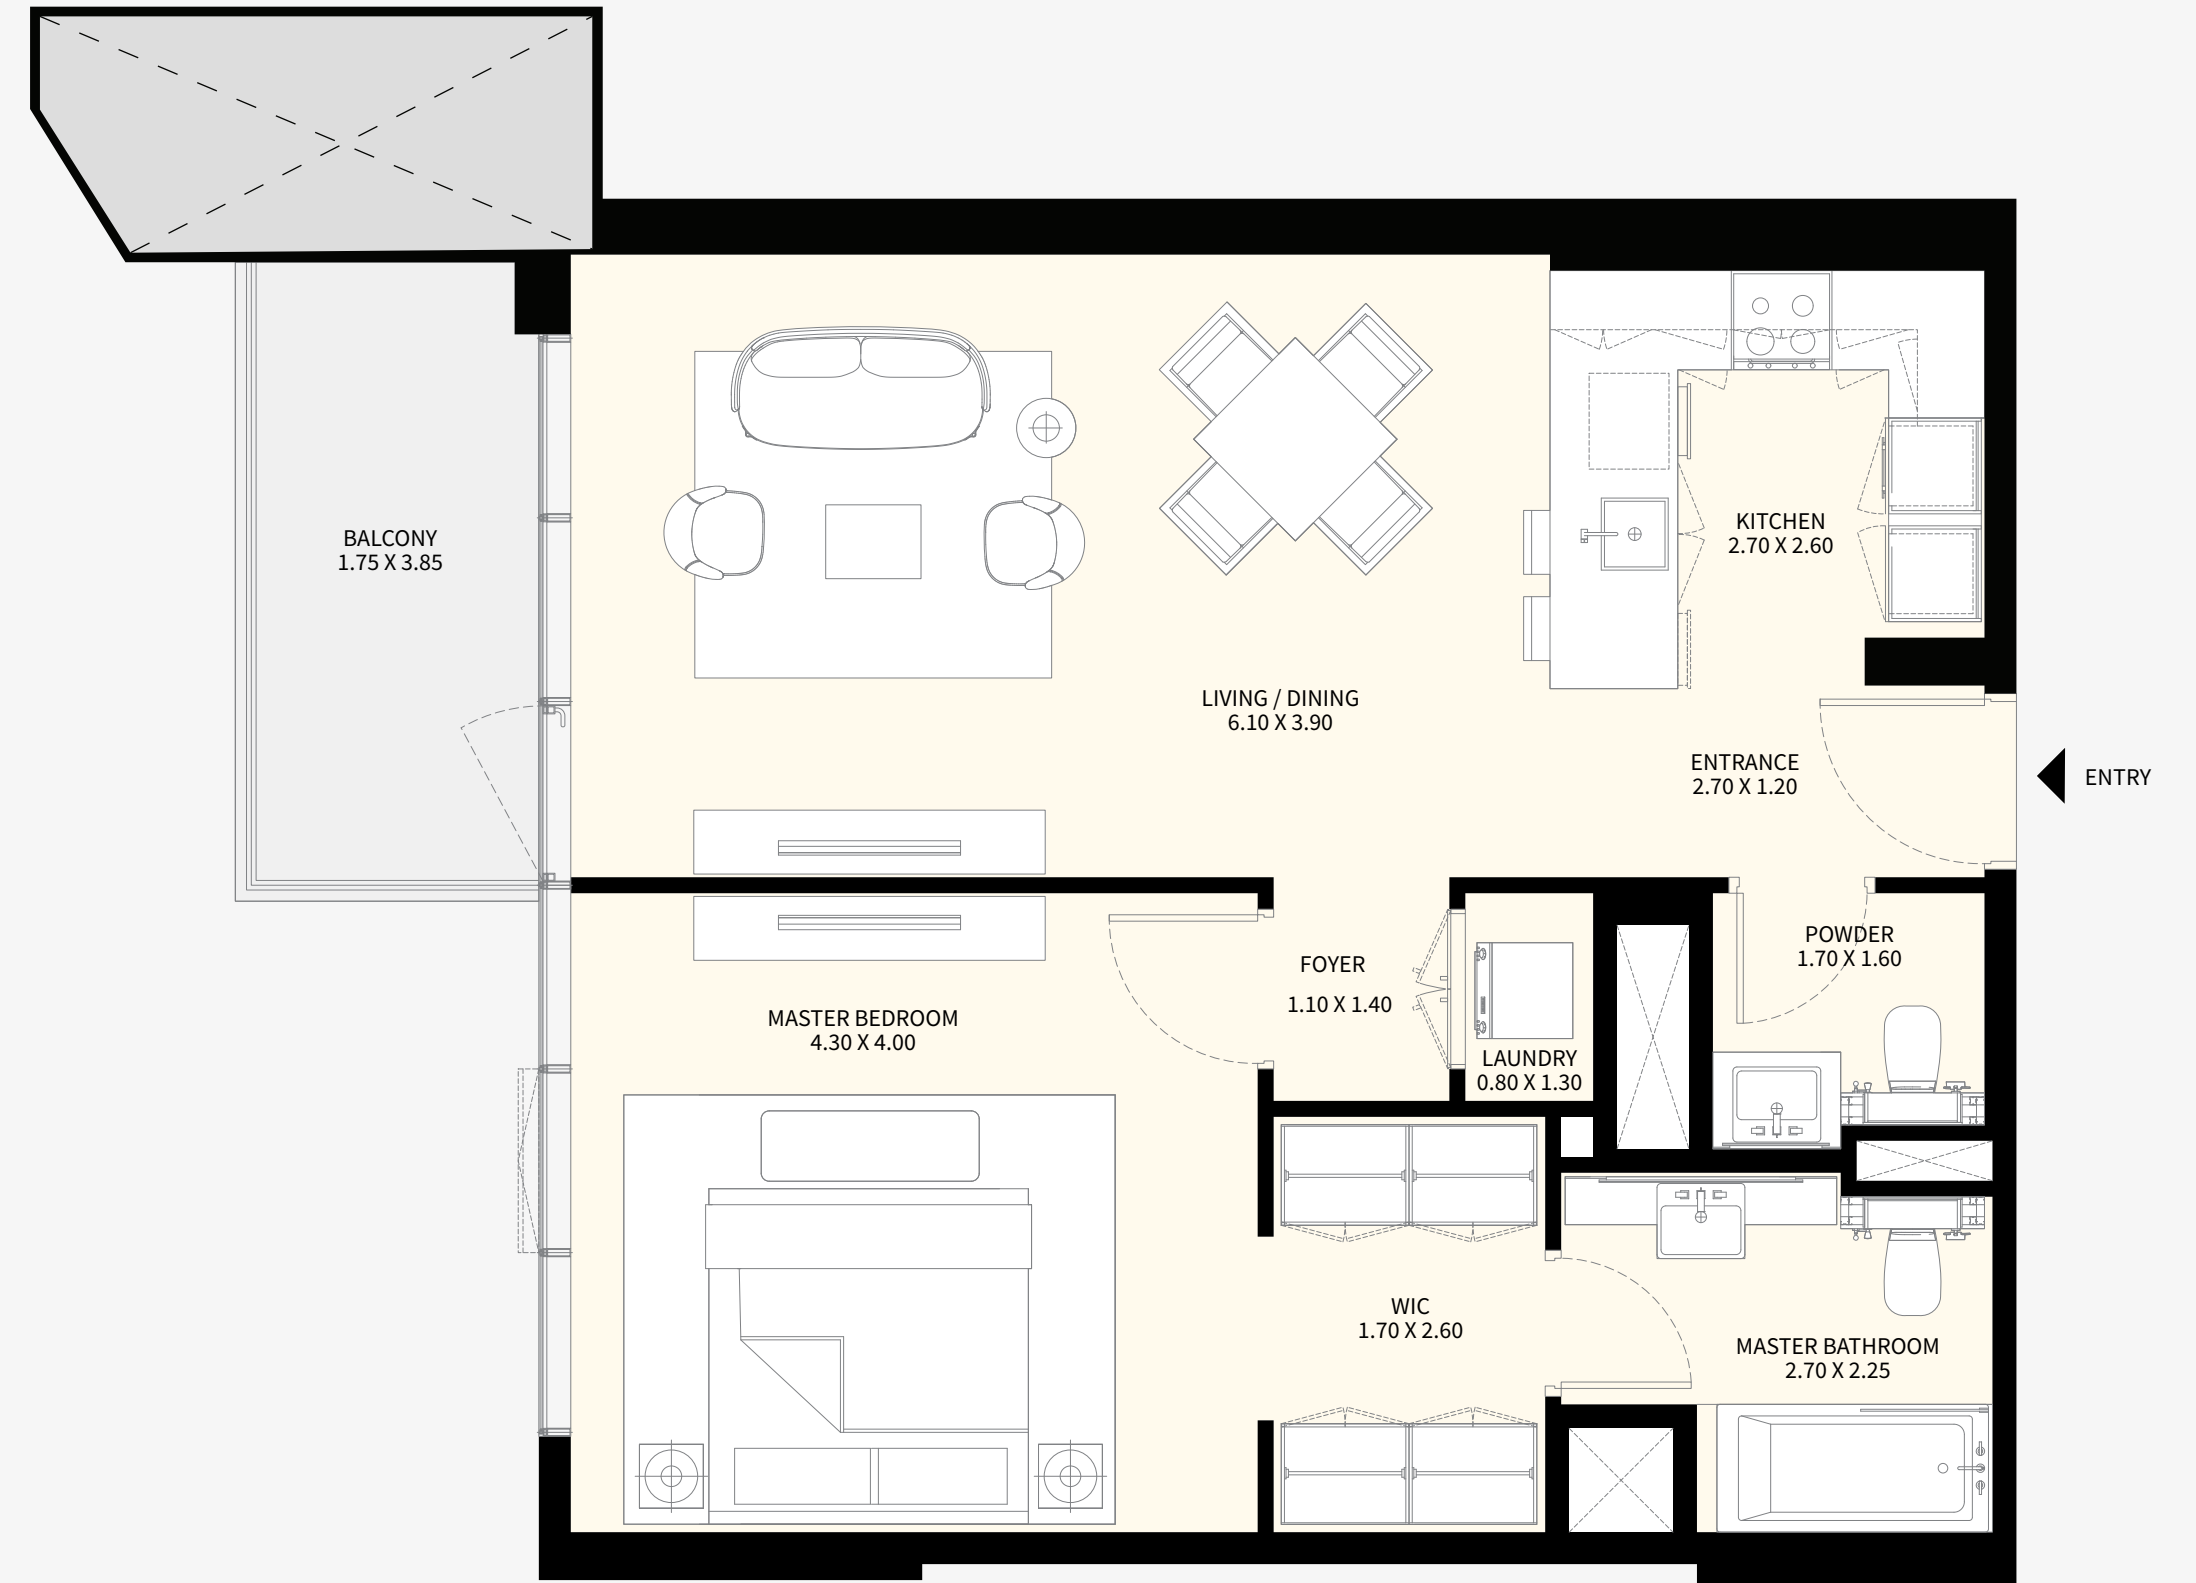 BALCONY
1.75 X 3.85
KITCHEN
2.70 X 2.60
LIVING / DINING
6.10 X 3.90
ENTRANCE
2.70 X 1.20
ENTRY
POWDER
1.70 X 1.60
FOYER
1.10 X 1.40
MASTER BEDROOM
4.30 X 4.00
LAUNDRY
0.80 X 1.30
WIC
1.70 X 2.60
MASTER BATHROOM
2.70 X 2.25